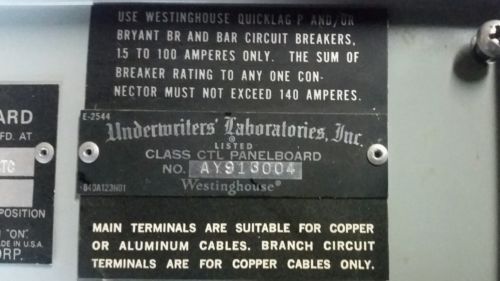 USE WESTINGHOUSE QUICKLAG P AND/OR
BRYANT BR AND BAR CIRCUIT BREAKERS,
15 TO 100 AMPERES ONLY. THE SUM OF
BREAKER RATING TO ANY ONE CON-
NECTOR MUST NOT EXCEED 140 AMPERES.
E-2544
Underwriters' Laboratories, Inc.
®
LISTED
CLASS CTL PANELBOARD
NO. AY913004
Westinghouse
840A123H01
MAIN TERMINALS ARE SUITABLE FOR COPPER
OR ALUMINUM CABLES. BRANCH CIRCUIT
TERMINALS ARE FOR COPPER CABLES ONLY.
ARD
FD. AT
CTG
POSITION
"ON."
ADE IN U.S.A.
ORP.